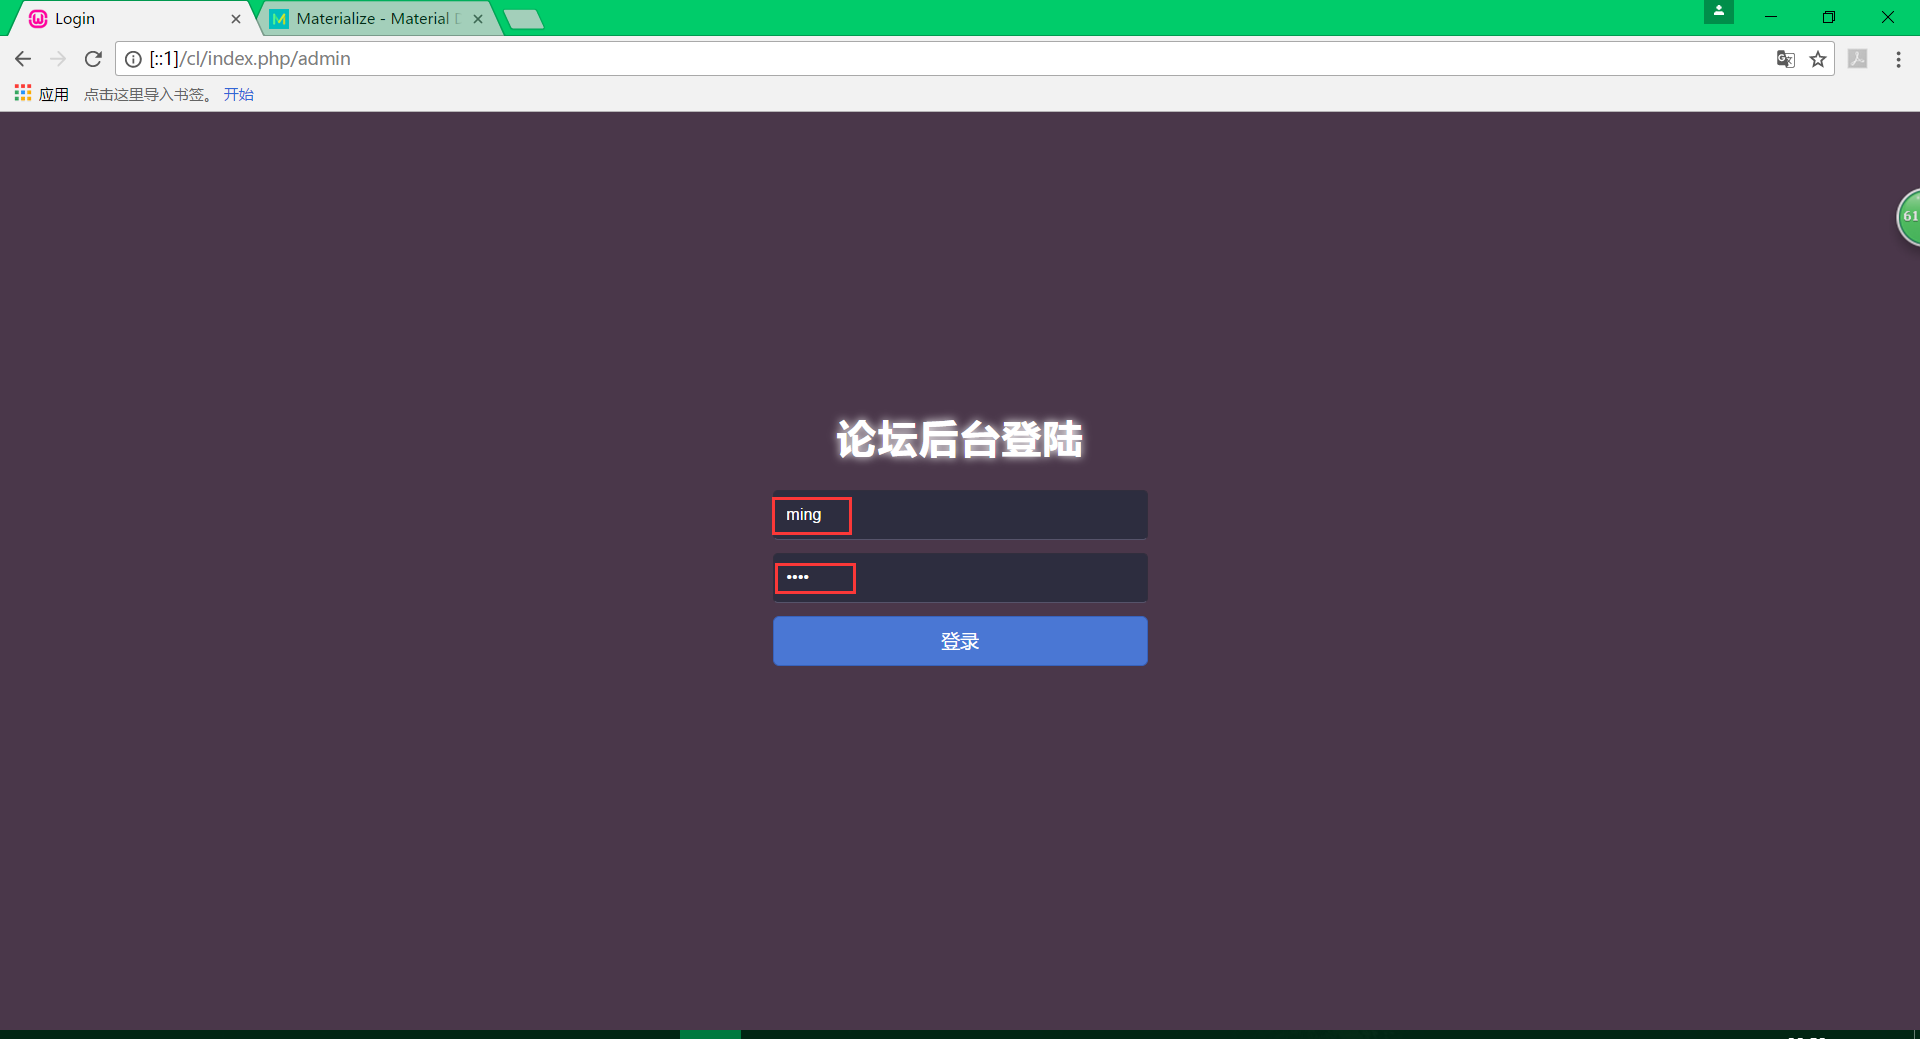 Login
Materialize - Material
[::1]/cl/index.php/admin
应用 点击这里导入书签。 开始
61
论坛后台登陆
ming
••••
登录